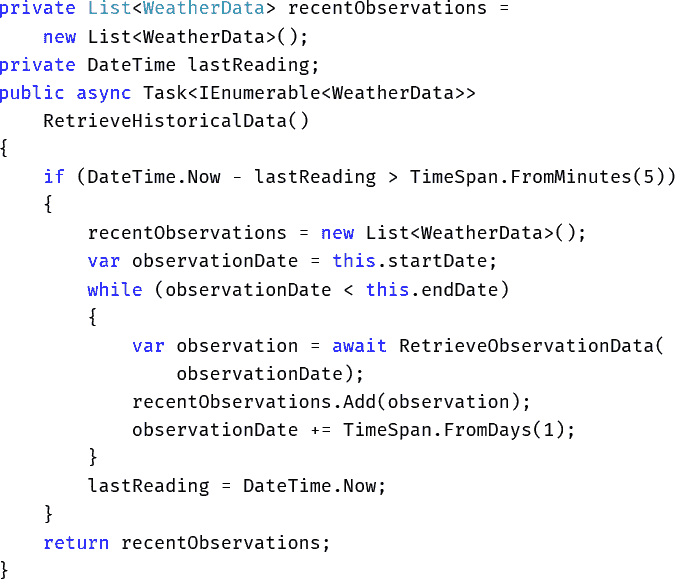 private List<WeatherData> recentObservations =
    new List<WeatherData>();
private DateTime lastReading;
public async Task<IEnumerable<WeatherData>>
    RetrieveHistoricalData()
{
    if (DateTime.Now - lastReading > TimeSpan.FromMinutes(5))
    {
        recentObservations = new List<WeatherData>();
        var observationDate = this.startDate;
        while (observationDate < this.endDate)
        {
            var observation = await RetrieveObservationData(
                observationDate);
            recentObservations.Add(observation);
            observationDate += TimeSpan.FromDays(1);
        }
        lastReading = DateTime.Now;
    }
    return recentObservations;
}